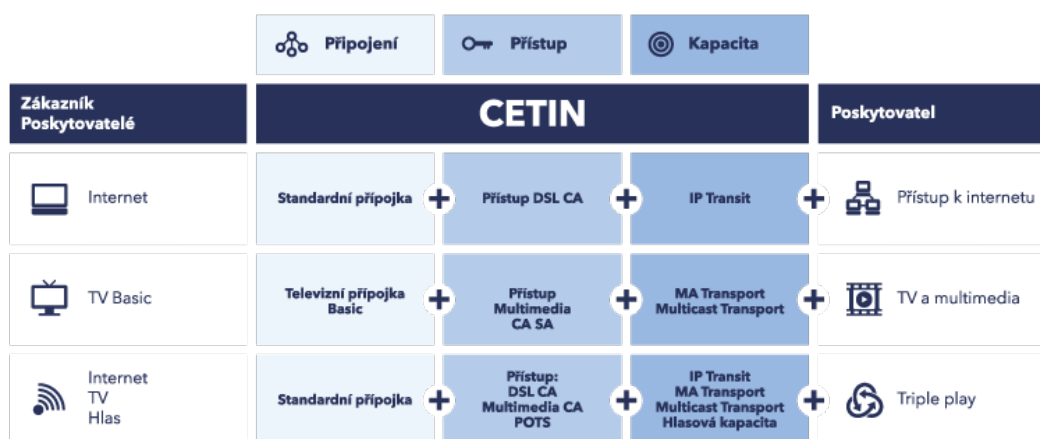 Připojení
Přístup
Kapacita
Zákazník
Poskytovatelé
CETIN
Poskytovatel
Internet
Standardní přípojka
Přístup DSL CA
IP Transit
Přístup k internetu
TV Basic
Televizní přípojka
Basic
Přístup
Multimedia
CA SA
MA Transport
Multicast Transport
TV a multimedia
Internet
TV
Hlas
Standardní přípojka
Přístup:
DSL CA
Multimedia CA
POTS
IP Transit
MA Transport
Multicast Transport
Hlasová kapacita
Triple play